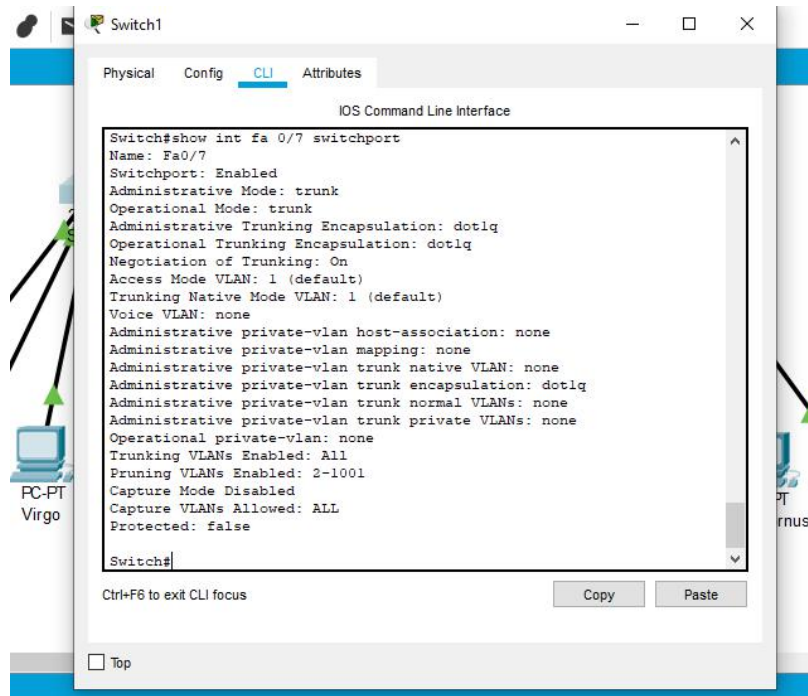 Switch1
Physical Config CLI Attributes
IOS Command Line Interface
Switch#show int fa 0/7 switchport
Name: Fa0/7
Switchport: Enabled
Administrative Mode: trunk
Operational Mode: trunk
Administrative Trunking Encapsulation: dot1q
Operational Trunking Encapsulation: dot1q
Negotiation of Trunking: On
Access Mode VLAN: 1 (default)
Trunking Native Mode VLAN: 1 (default)
Voice VLAN: none
Administrative private-vlan host-association: none
Administrative private-vlan mapping: none
Administrative private-vlan trunk native VLAN: none
Administrative private-vlan trunk encapsulation: dot1q
Administrative private-vlan trunk normal VLANs: none
Administrative private-vlan trunk private VLANs: none
Operational private-vlan: none
Trunking VLANs Enabled: All
Pruning VLANs Enabled: 2-1001
Capture Mode Disabled
Capture VLANs Allowed: ALL
Protected: false
Switch#
Ctrl+F6 to exit CLI focus
Copy Paste
Top
PC-PT
Virgo
PT
rnus